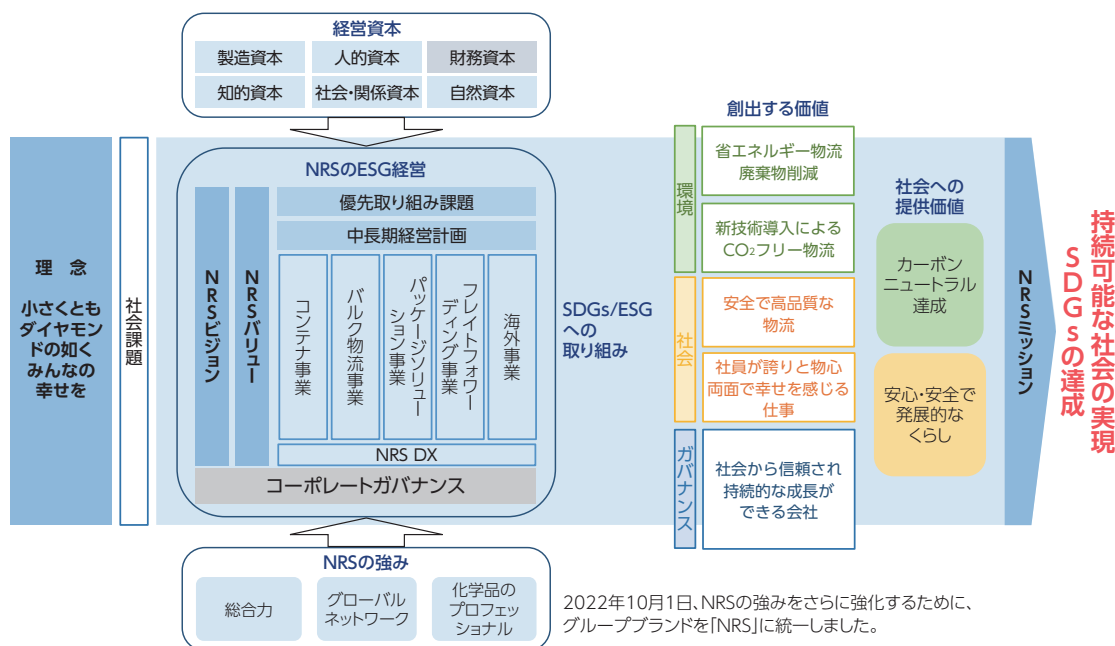 経営資本
製造資本
人的資本
財務資本
知的資本
社会・関係資本
自然資本
理　念
小さくとも
ダイヤモン
ドの如く
みんなの
幸せを
社会課題
NRSのESG経営
NRSビジョン
NRSバリュー
優先取り組み課題
中長期経営計画
コンテナ事業
バルク物流事業
パッケージソリュー
ション事業
フレイトフォワー
ディング事業
海外事業
NRS DX
コーポレートガバナンス
NRSの強み
総合力
グローバル
ネットワーク
化学品の
プロフェッ
ショナル
SDGs/ESG
への
取り組み
創出する価値
環境
省エネルギー物流
廃棄物削減
新技術導入による
CO₂フリー物流
社会
安全で高品質な
物流
社員が誇りと物心
両面で幸せを感じる
仕事
ガバナンス
社会から信頼され
持続的な成長が
できる会社
社会への
提供価値
カーボン
ニュートラル
達成
安心・安全で
発展的な
くらし
NRSミッション
持続可能な社会の実現
SDGsの達成
2022年10月1日、NRSの強みをさらに強化するために、
グループブランドを「NRS」に統一しました。